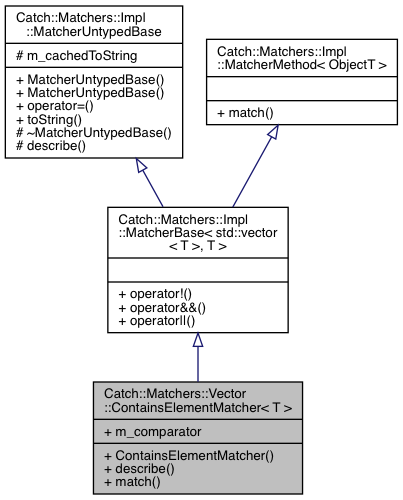 Catch::Matchers::Impl
::MatcherUntypedBase
# m_cachedToString
+ MatcherUntypedBase()
+ MatcherUntypedBase()
+ operator=()
+ toString()
# ~MatcherUntypedBase()
# describe()
Catch::Matchers::Impl
::MatcherMethod< ObjectT >
+ match()
Catch::Matchers::Impl
::MatcherBase< std::vector
< T >, T >
+ operator!()
+ operator&&()
+ operator||()
Catch::Matchers::Vector
::ContainsElementMatcher< T >
+ m_comparator
+ ContainsElementMatcher()
+ describe()
+ match()